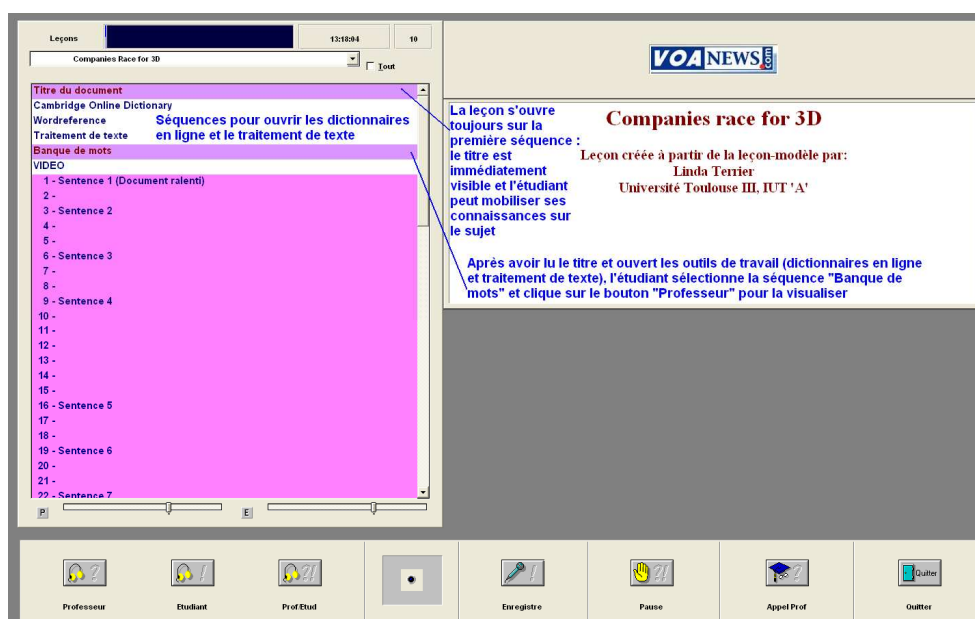 Leçons
13:18:04
10
Companies Race for 3D
Tout
Titre du document
Cambridge Online Dictionary
Wordreference
Traitement de texte
Séquences pour ouvrir les dictionnaires
en ligne et le traitement de texte
Banque de mots
VIDEO
1 - Sentence 1 (Document ralenti)
2 -
3 - Sentence 2
4 -
5 -
6 - Sentence 3
7 -
8 -
9 - Sentence 4
10 -
11 -
12 -
13 -
14 -
15 -
16 - Sentence 5
17 -
18 -
19 - Sentence 6
20 -
21 -
22 - Sentence 7
P
E
VOANEWS.com
La leçon s'ouvre
toujours sur la
première séquence :
le titre est
immédiatement
visible et l'étudiant
peut mobiliser ses
connaissances sur
le sujet
Companies race for 3D
Leçon créée à partir de la leçon-modèle par:
Linda Terrier
Université Toulouse III, IUT 'A'
Après avoir lu le titre et ouvert les outils de travail (dictionnaires en ligne
et traitement de texte), l'étudiant sélectionne la séquence "Banque de
mots" et clique sur le bouton "Professeur" pour la visualiser
?
!
?!
!
?!
?
Quitter
Professeur
Etudiant
Prof/Etud
Enregistre
Pause
Appel Prof
Quitter